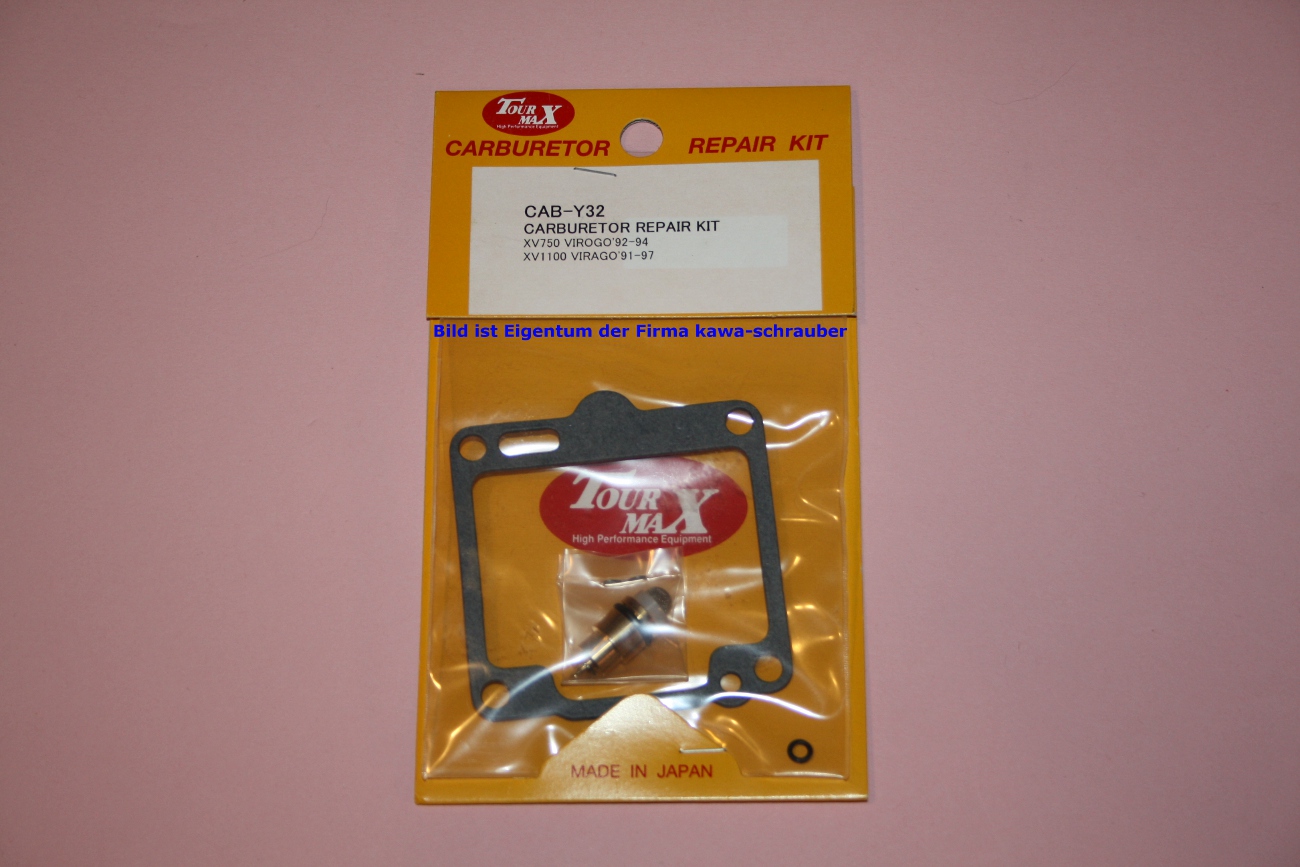 TOUR MAX
High Performance Equipment
CARBURETOR REPAIR KIT
CAB-Y32
CARBURETOR REPAIR KIT
XV750 VIROGO'92-94
XV1100 VIRAGO'91-97
Bild ist Eigentum der Firma kawa-schrauber
TOUR
MAX
High Performance Equipment
MADE IN JAPAN